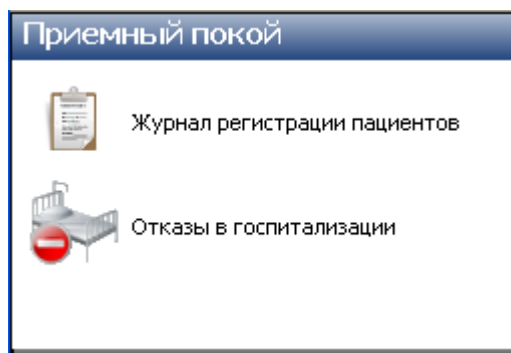 Приемный покой
Журнал регистрации пациентов
Отказы в госпитализации